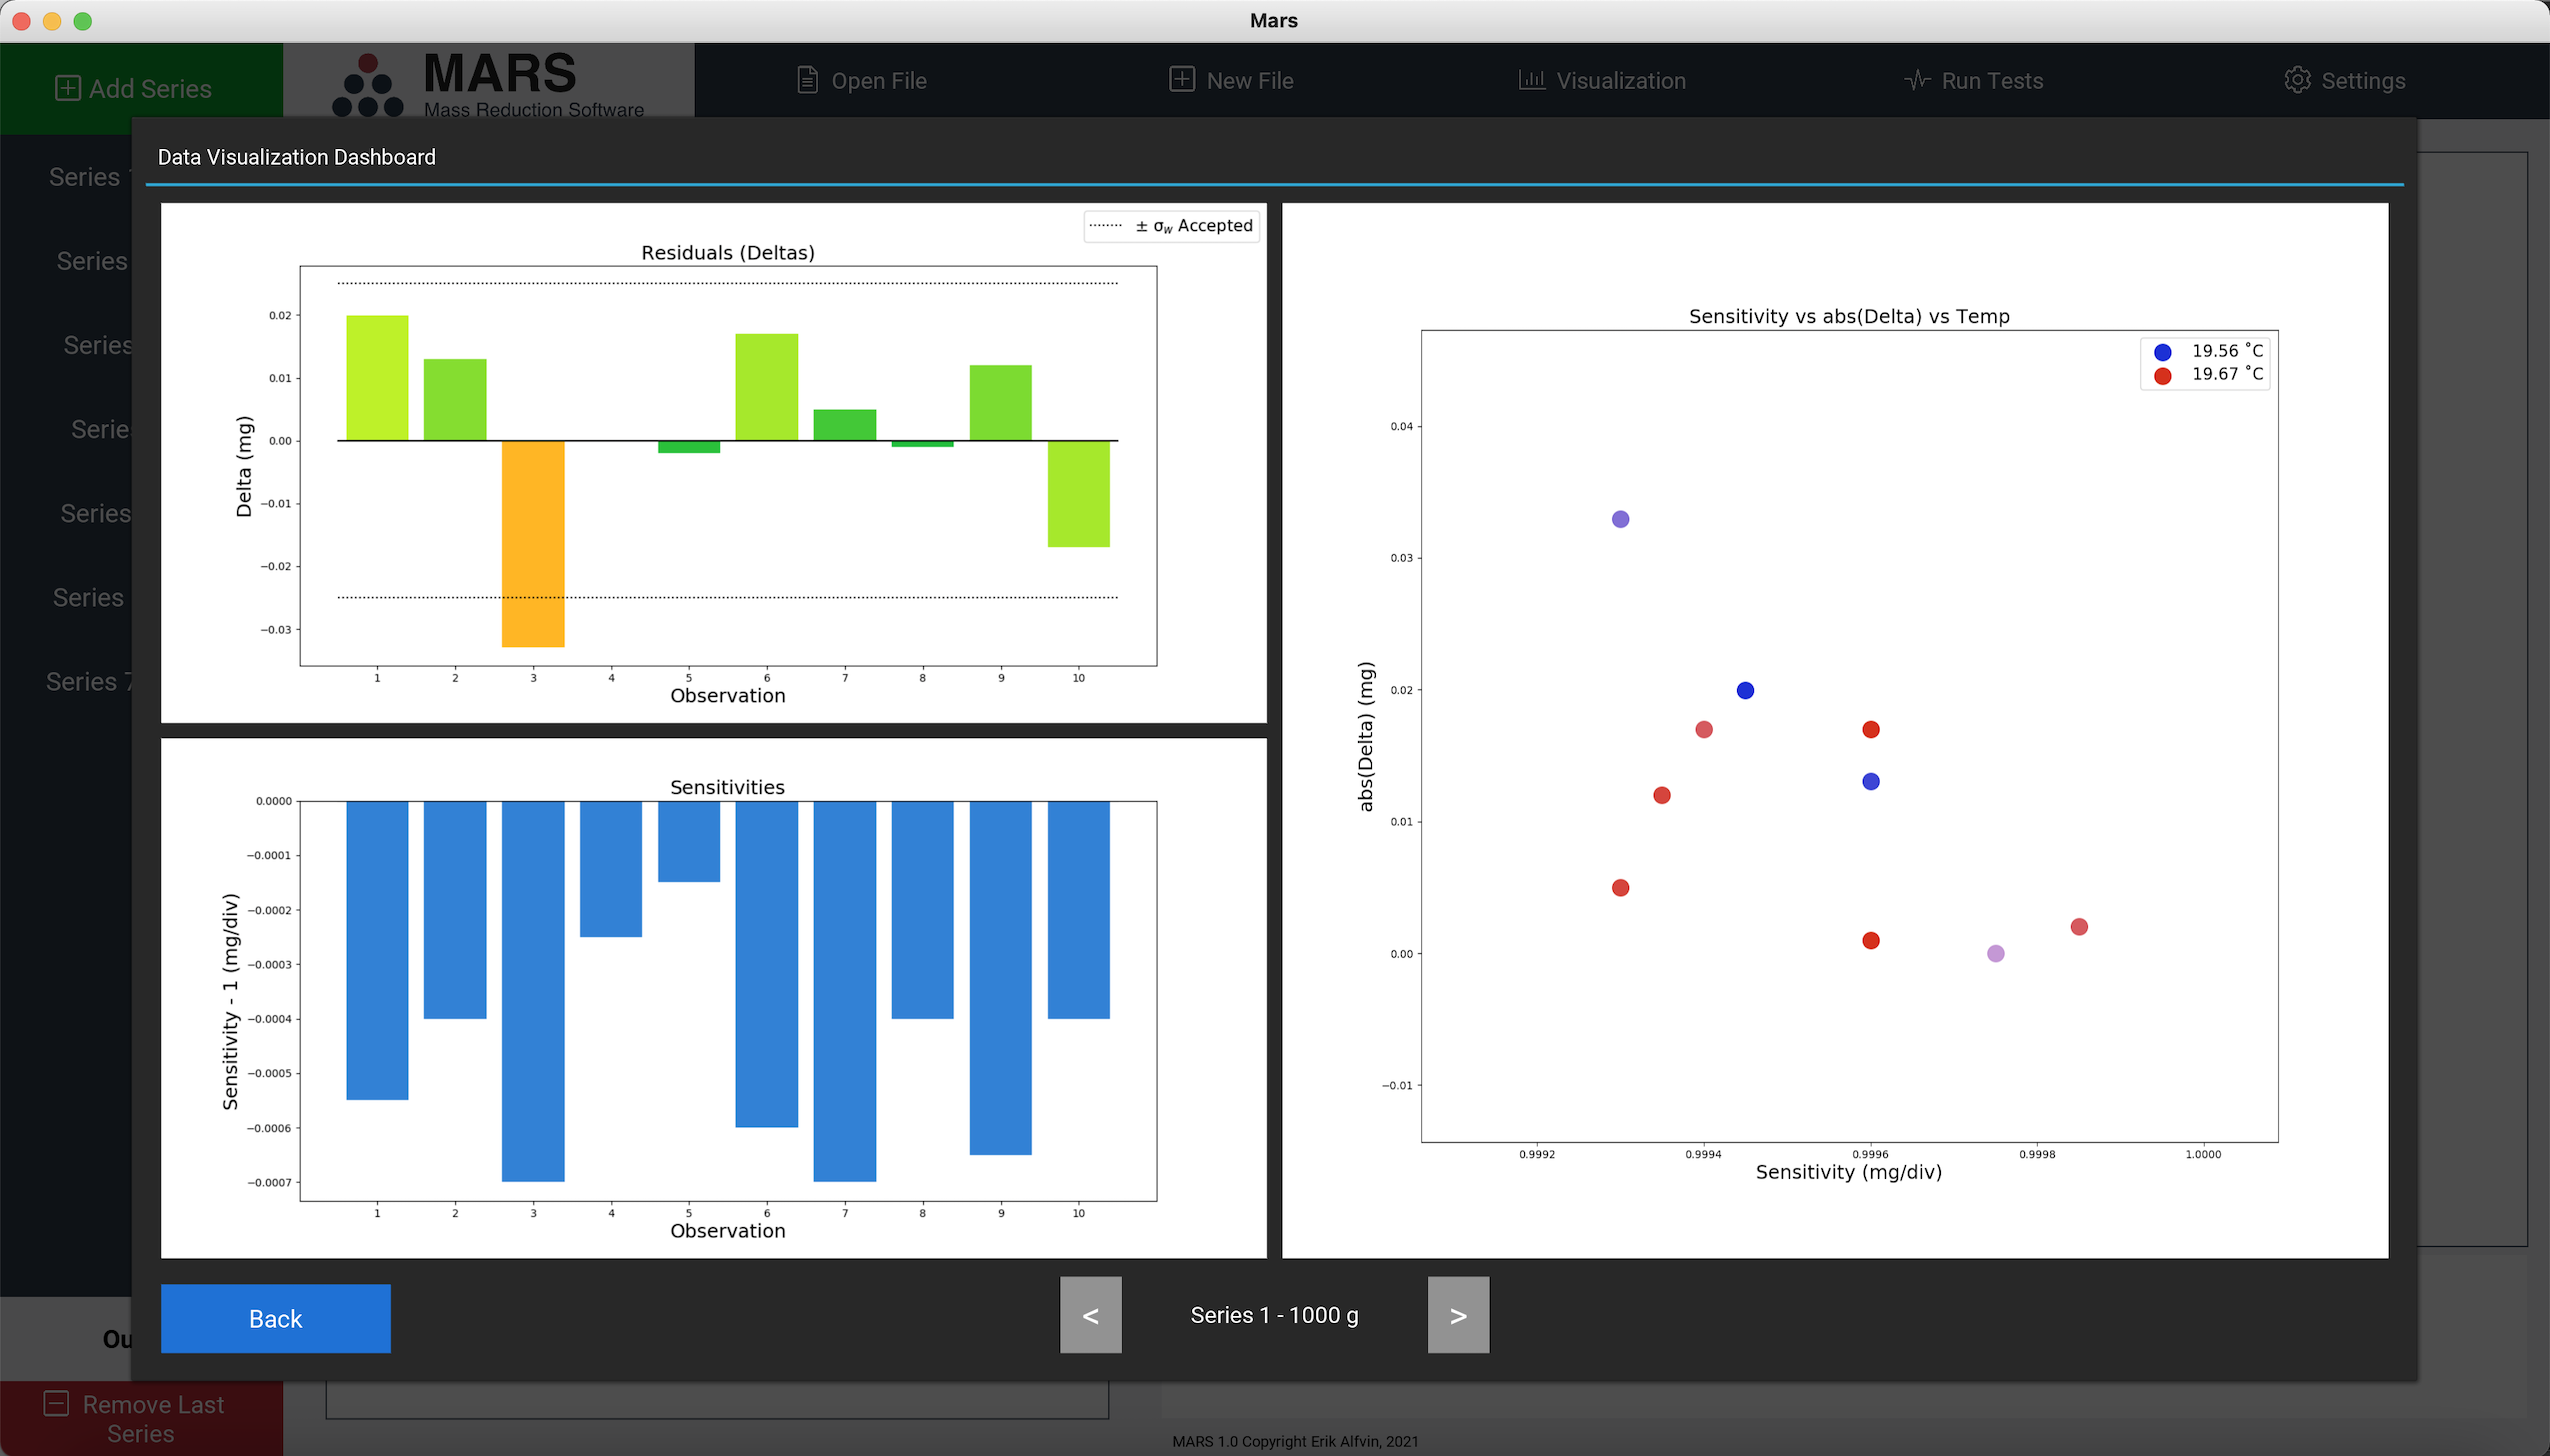 Mars
Add Series
MARS
Mass Reduction Software
Open File
New File
Visualization
Run Tests
Settings
Data Visualization Dashboard
Series
Series
Series
Series
Series
Series 7
± σw Accepted
Residuals (Deltas)
Delta (mg)
0.02
0.01
0.00
−0.01
−0.02
−0.03
1 2 3 4 5 6 7 8 9 10
Observation
Sensitivities
Sensitivity - 1 (mg/div)
0.0000
−0.0001
−0.0002
−0.0003
−0.0004
−0.0005
−0.0006
−0.0007
1 2 3 4 5 6 7 8 9 10
Observation
Sensitivity vs abs(Delta) vs Temp
19.56 ˚C
19.67 ˚C
abs(Delta) (mg)
0.04
0.03
0.02
0.01
0.00
−0.01
0.9992 0.9994 0.9996 0.9998 1.0000
Sensitivity (mg/div)
Back
<
Series 1 - 1000 g
>
Remove Last
Series
MARS 1.0 Copyright Erik Alfvin, 2021